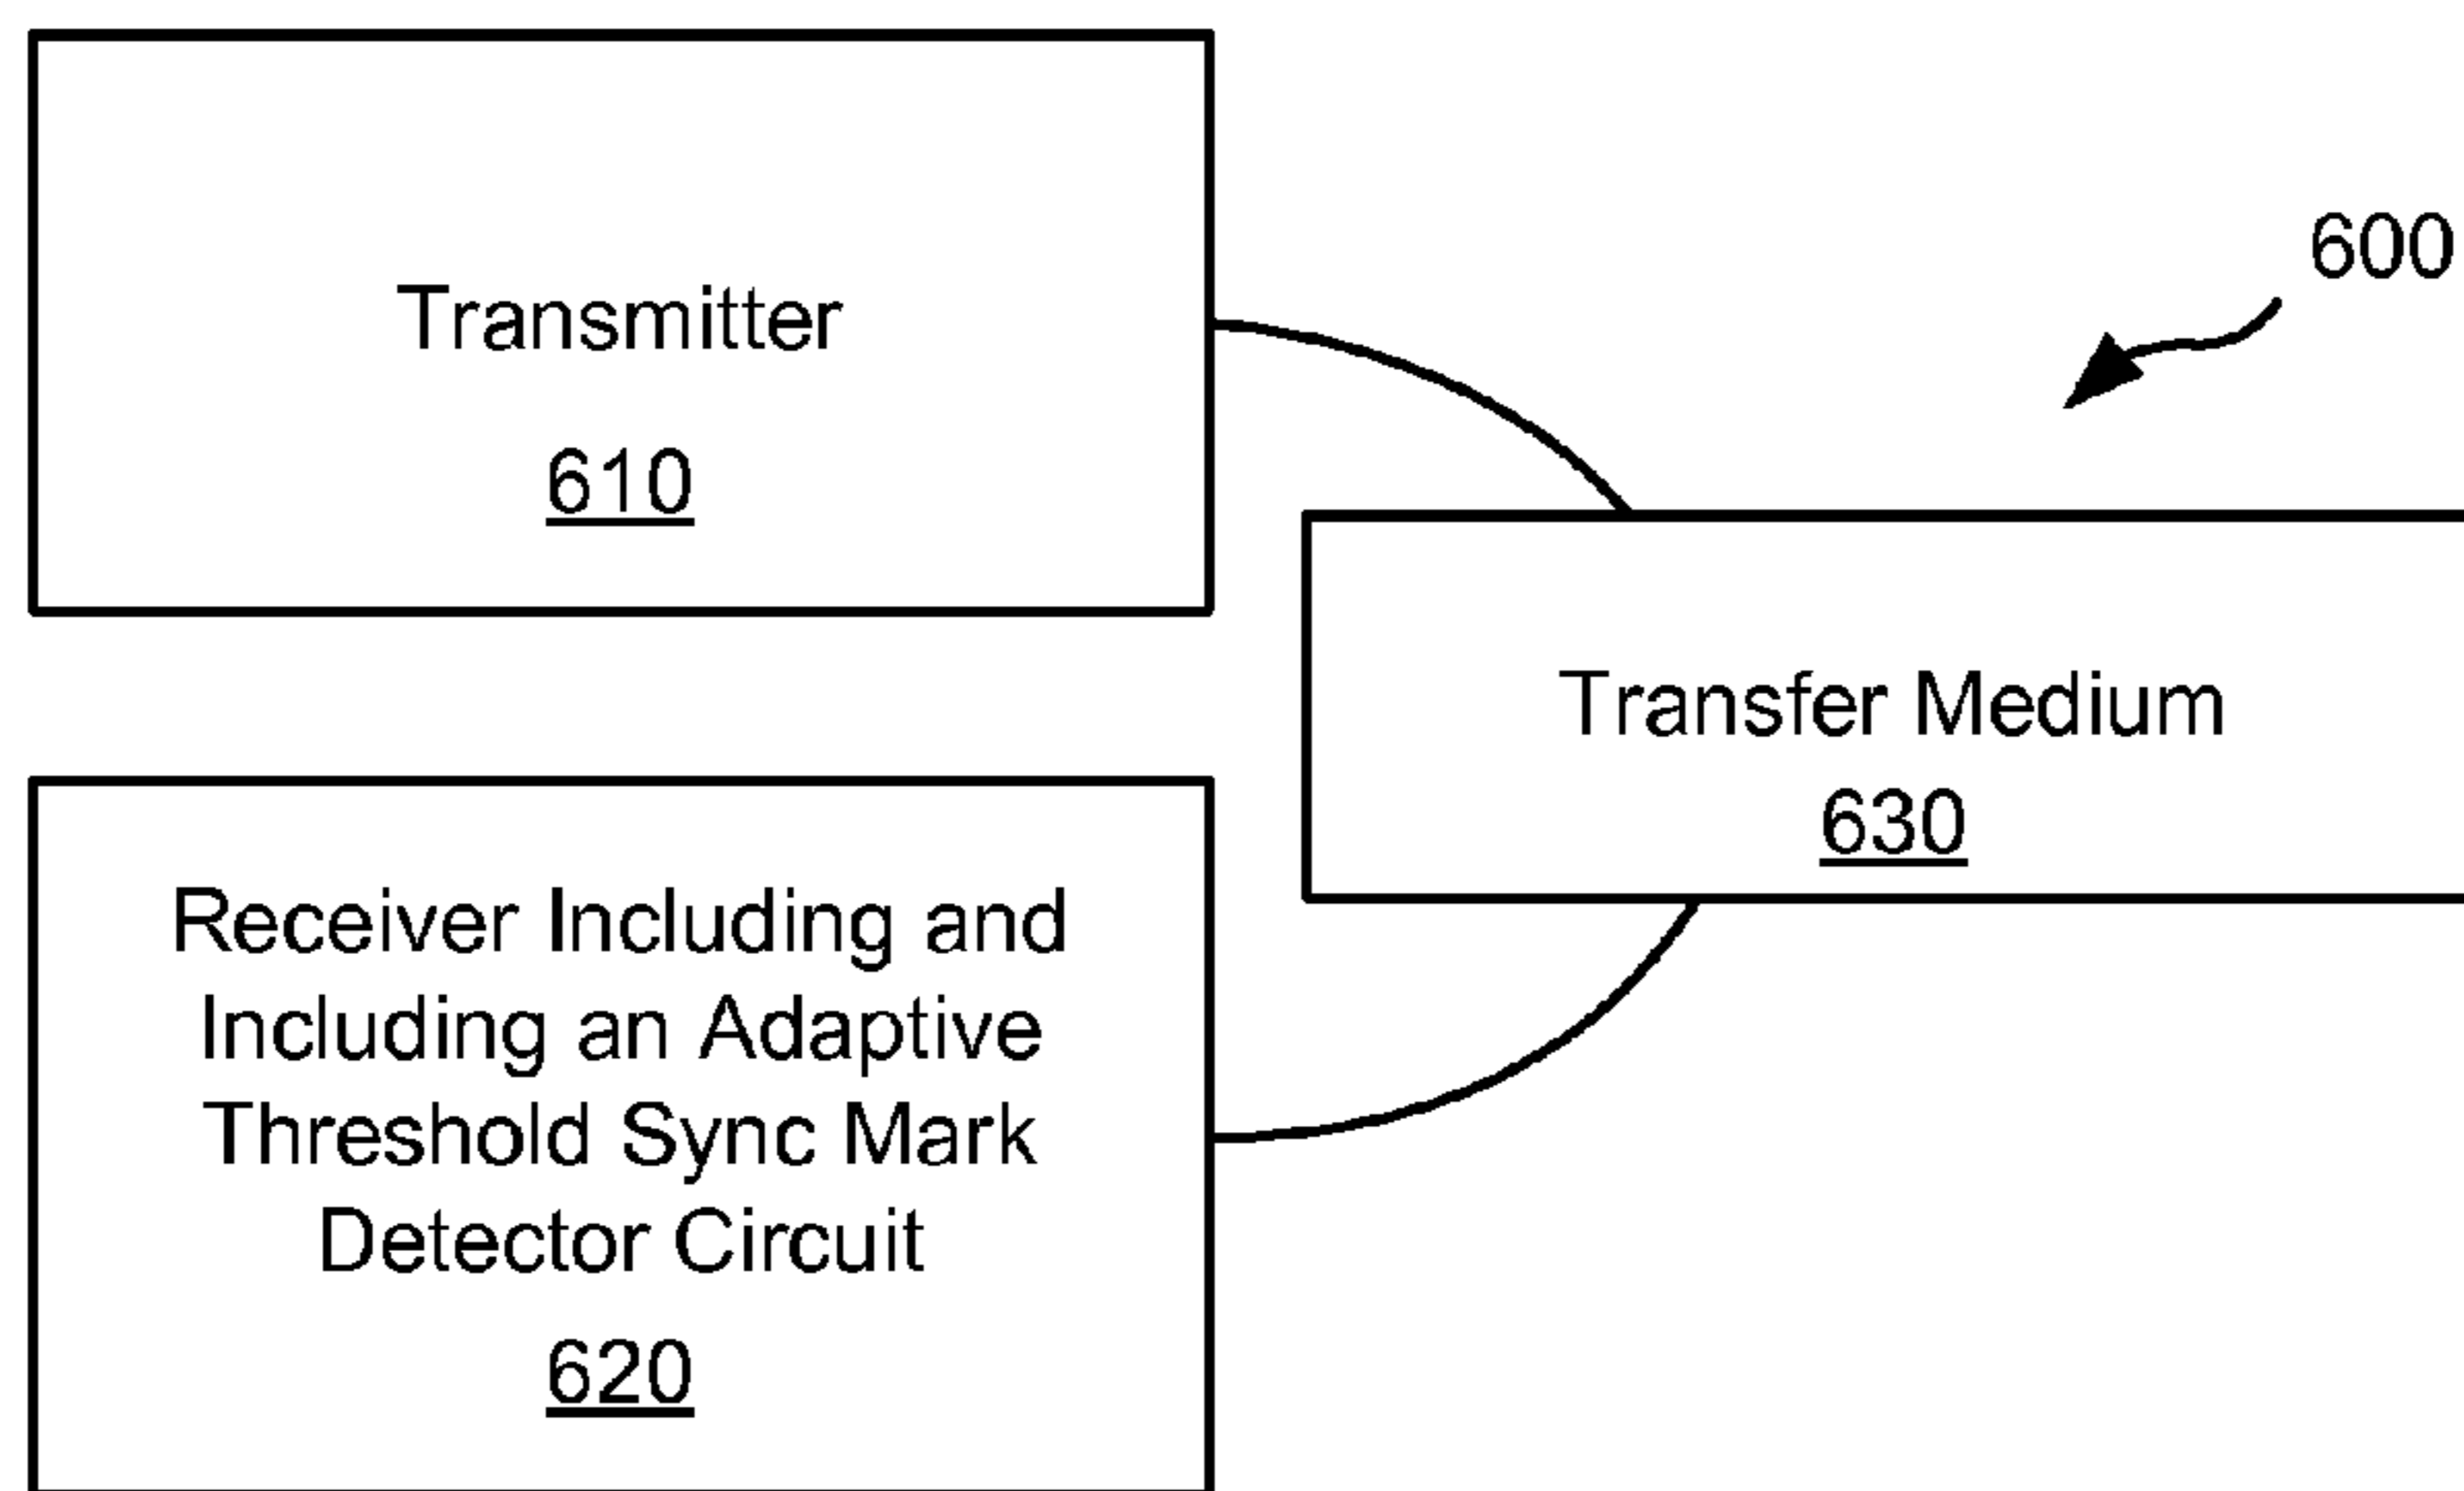 Transmitter
610
600
Transfer Medium
630
Receiver Including and
Including an Adaptive
Threshold Sync Mark
Detector Circuit
620